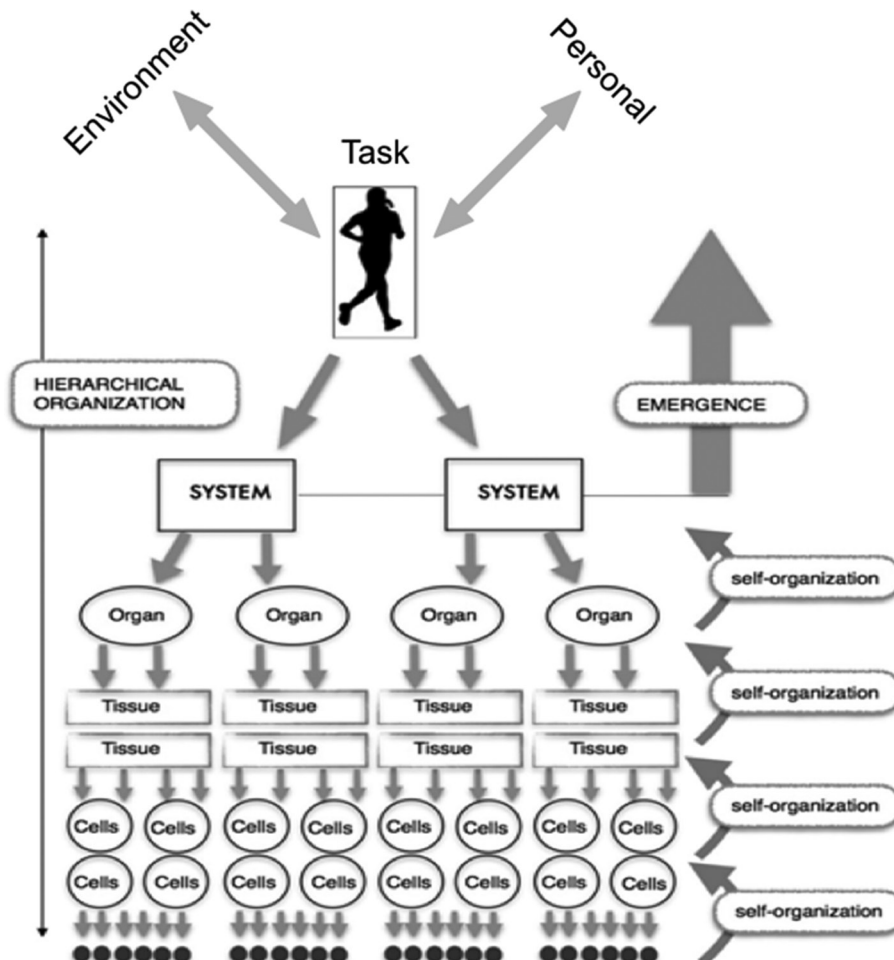 Environment
Personal
Task
HIERARCHICAL
ORGANIZATION
EMERGENCE
SYSTEM SYSTEM
self-organization
Organ Organ Organ Organ
self-organization
Tissue Tissue Tissue Tissue
Tissue Tissue Tissue Tissue
self-organization
Cells Cells Cells Cells Cells Cells Cells Cells
Cells Cells Cells Cells Cells Cells Cells Cells
self-organization